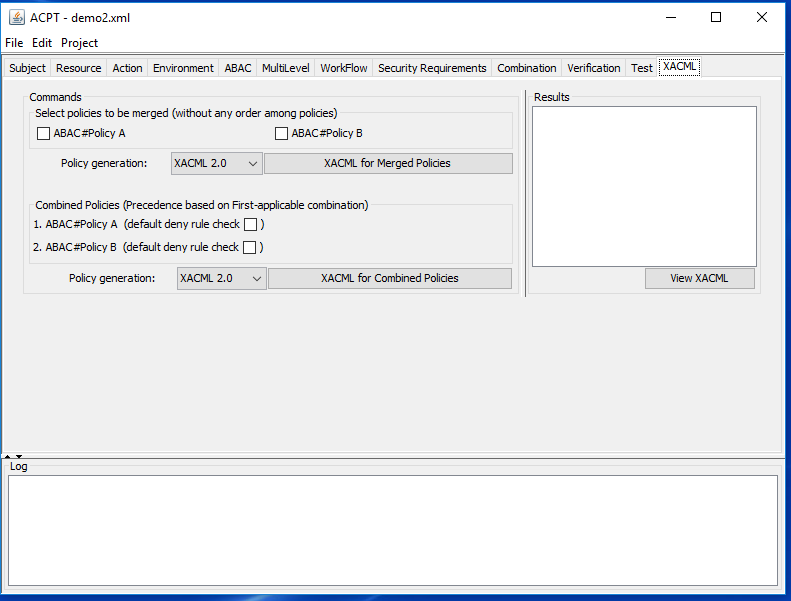 ACPT - demo2.xml
File Edit Project
Subject Resource Action Environment ABAC MultiLevel WorkFlow Security Requirements Combination Verification Test XACML
Commands
Select policies to be merged (without any order among policies)
ABAC#Policy A ABAC#Policy B
Policy generation: XACML 2.0 XACML for Merged Policies
Combined Policies (Precedence based on First-applicable combination)
1. ABAC#Policy A (default deny rule check )
2. ABAC#Policy B (default deny rule check )
Policy generation: XACML 2.0 XACML for Combined Policies
Results
View XACML
Log